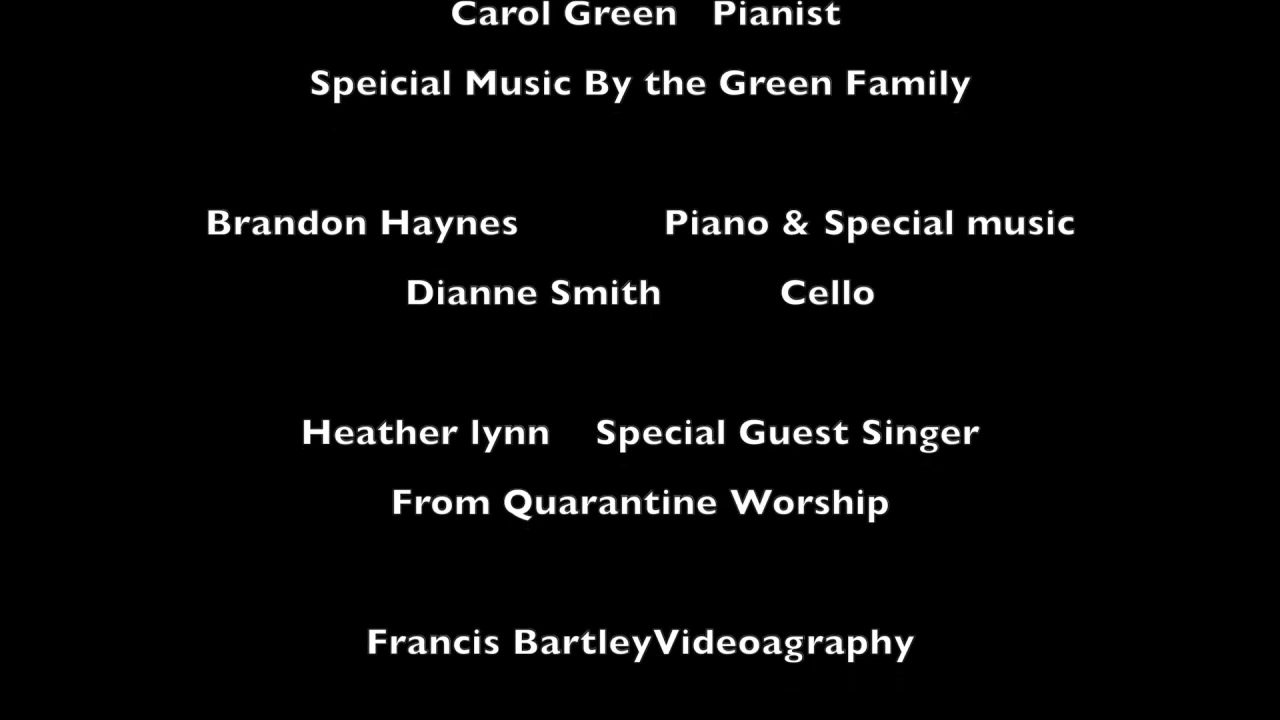 Carol Green Pianist
Speicial Music By the Green Family
Brandon Haynes Piano & Special music
Dianne Smith Cello
Heather lynn Special Guest Singer
From Quarantine Worship
Francis BartleyVideoagraphy